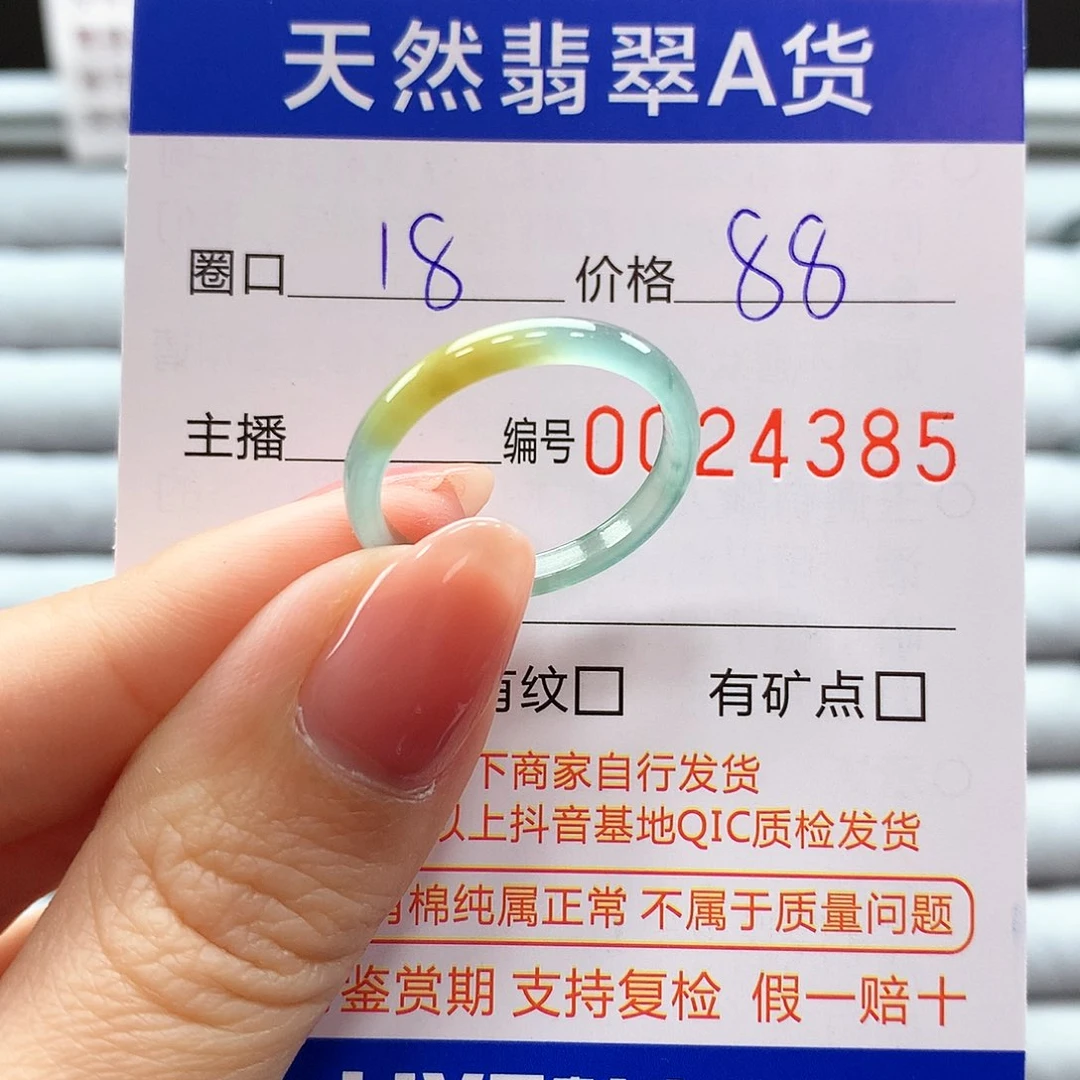 天然翡翠A货
圈口 18 价格 88
主播 编号 0024385
有纹□ 有矿点□
下商家自行发货
以上抖音基地QIC质检发货
有棉纯属正常 不属于质量问题
鉴赏期 支持复检 假一赔十